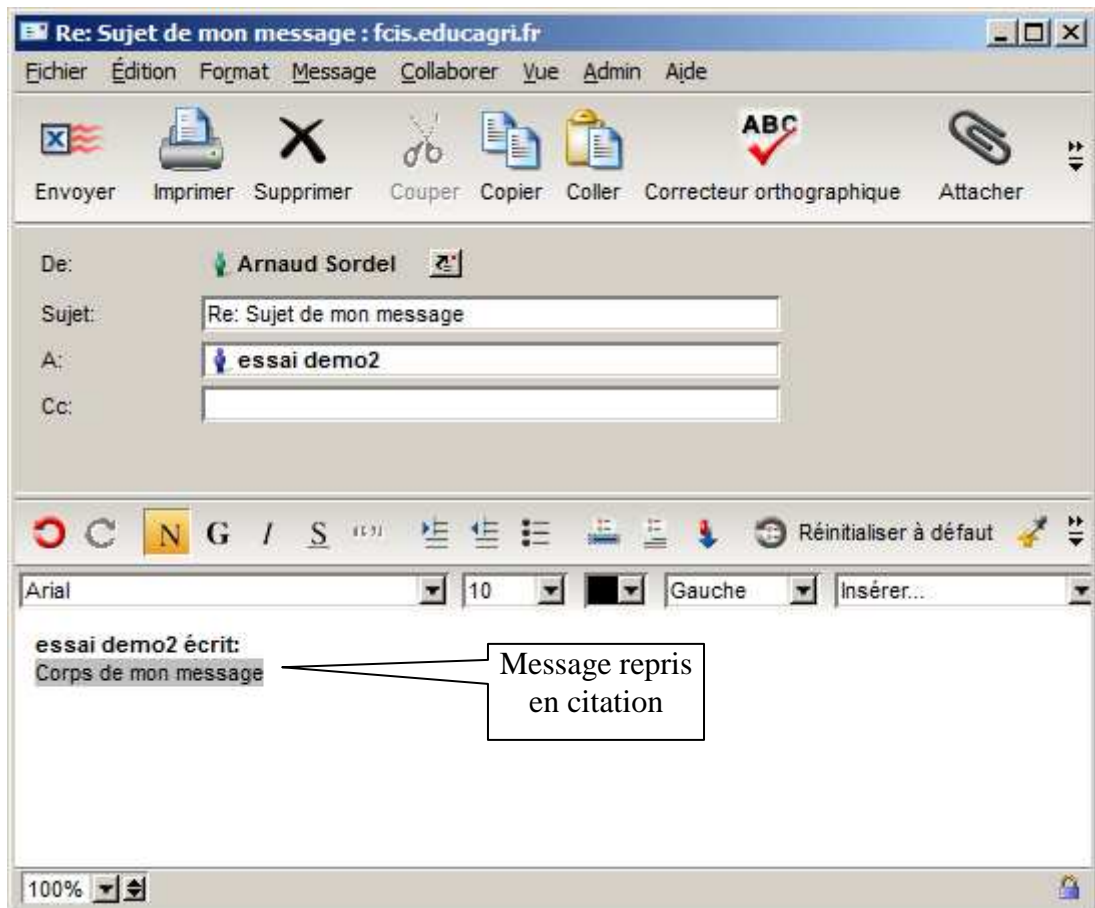 Re: Sujet de mon message : fcis.educagri.fr
Fichier Édition Format Message Collaborer Vue Admin Aide
ABC
Envoyer Imprimer Supprimer Couper Copier Coller Correcteur orthographique Attacher
De: Arnaud Sordel
Sujet: Re: Sujet de mon message
A: essai demo2
Cc:
N G I S Réinitialiser à défaut
Arial 10 Gauche Insérer...
essai demo2 écrit:
Corps de mon message
Message repris
en citation
100%